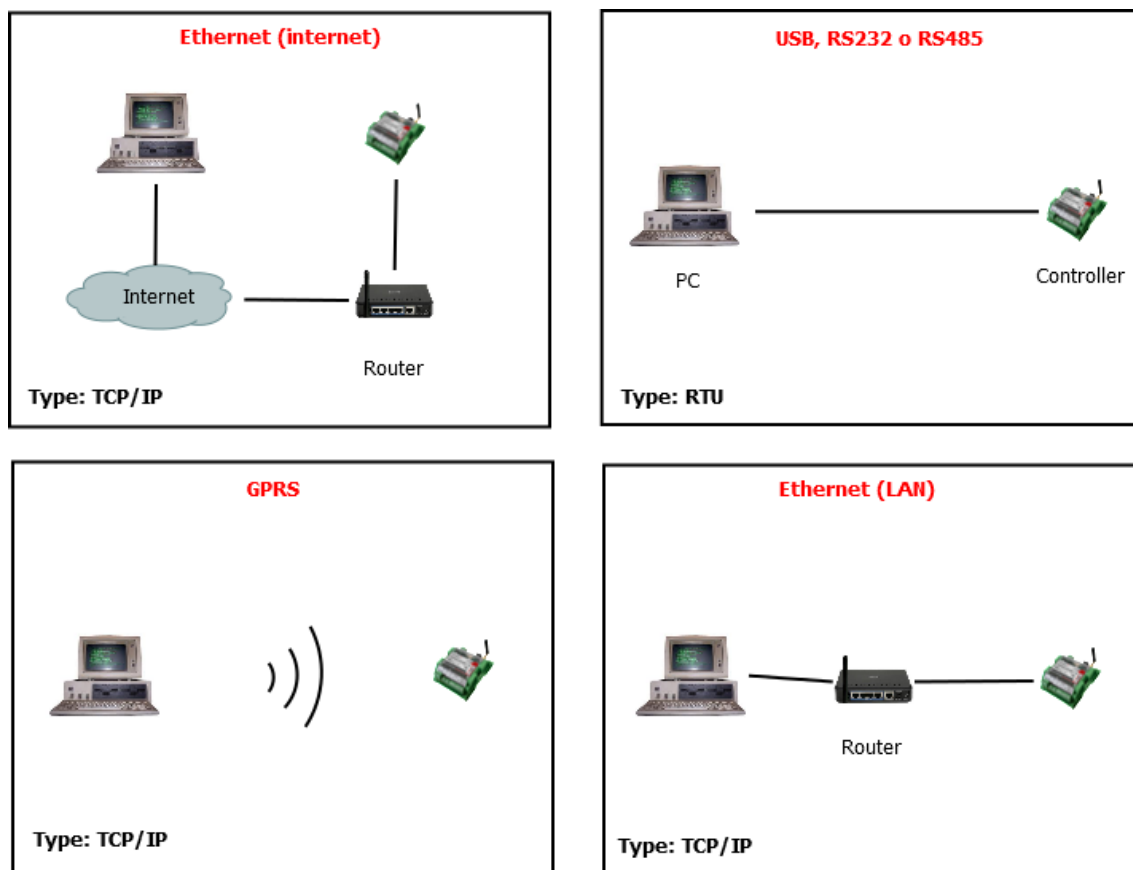 Ethernet (internet)
Internet
Router
Type: TCP/IP
USB, RS232 o RS485
PC
Controller
Type: RTU
GPRS
Type: TCP/IP
Ethernet (LAN)
Router
Type: TCP/IP